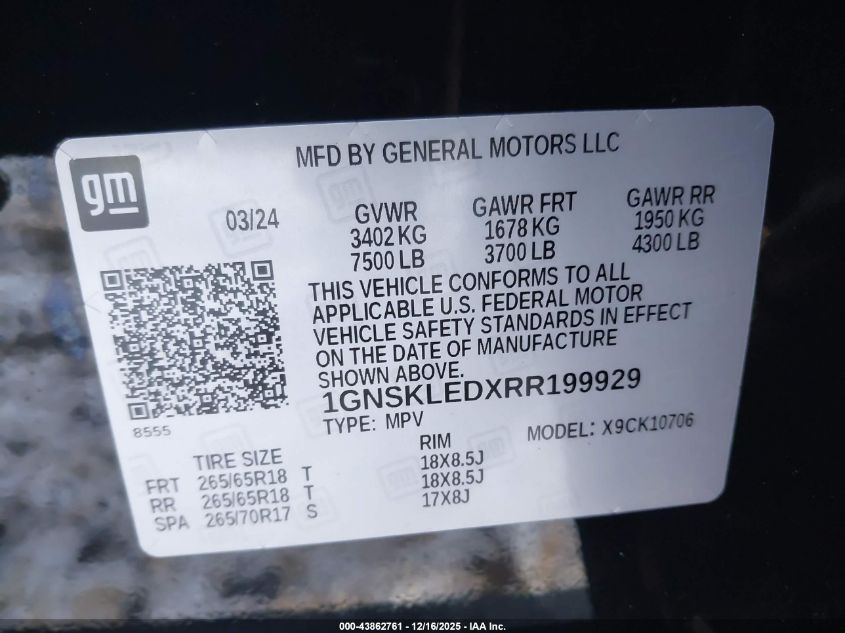 MFD BY GENERAL MOTORS LLC
gm
03/24
GVWR GAWR FRT GAWR RR
3402 KG 1678 KG 1950 KG
7500 LB 3700 LB 4300 LB
THIS VEHICLE CONFORMS TO ALL
APPLICABLE U.S. FEDERAL MOTOR
VEHICLE SAFETY STANDARDS IN EFFECT
ON THE DATE OF MANUFACTURE
SHOWN ABOVE.
1GNSKLEDXRR199929
8555
TYPE: MPV MODEL: X9CK10706
TIRE SIZE RIM
FRT 265/65R18 T 18X8.5J
RR 265/65R18 T 18X8.5J
SPA 265/70R17 S 17X8J
000-43862761 - 12/16/2025 - IAA Inc.